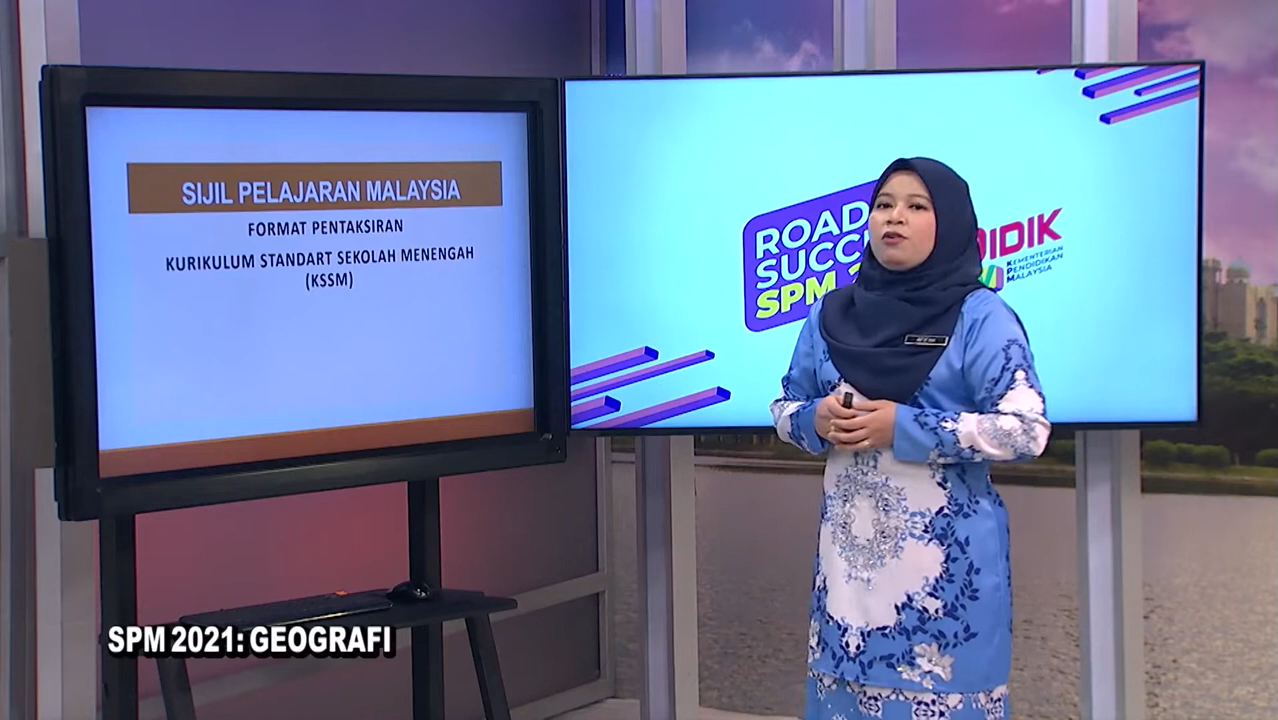 SIJIL PELAJARAN MALAYSIA
FORMAT PENTAKSIRAN
KURIKULUM STANDART SEKOLAH MENENGAH
(KSSM)
ROAD
SUCC
SPM
IDIK
KEMENTERIAN
PENDIDIKAN
MALAYSIA
SPM 2021: GEOGRAFI